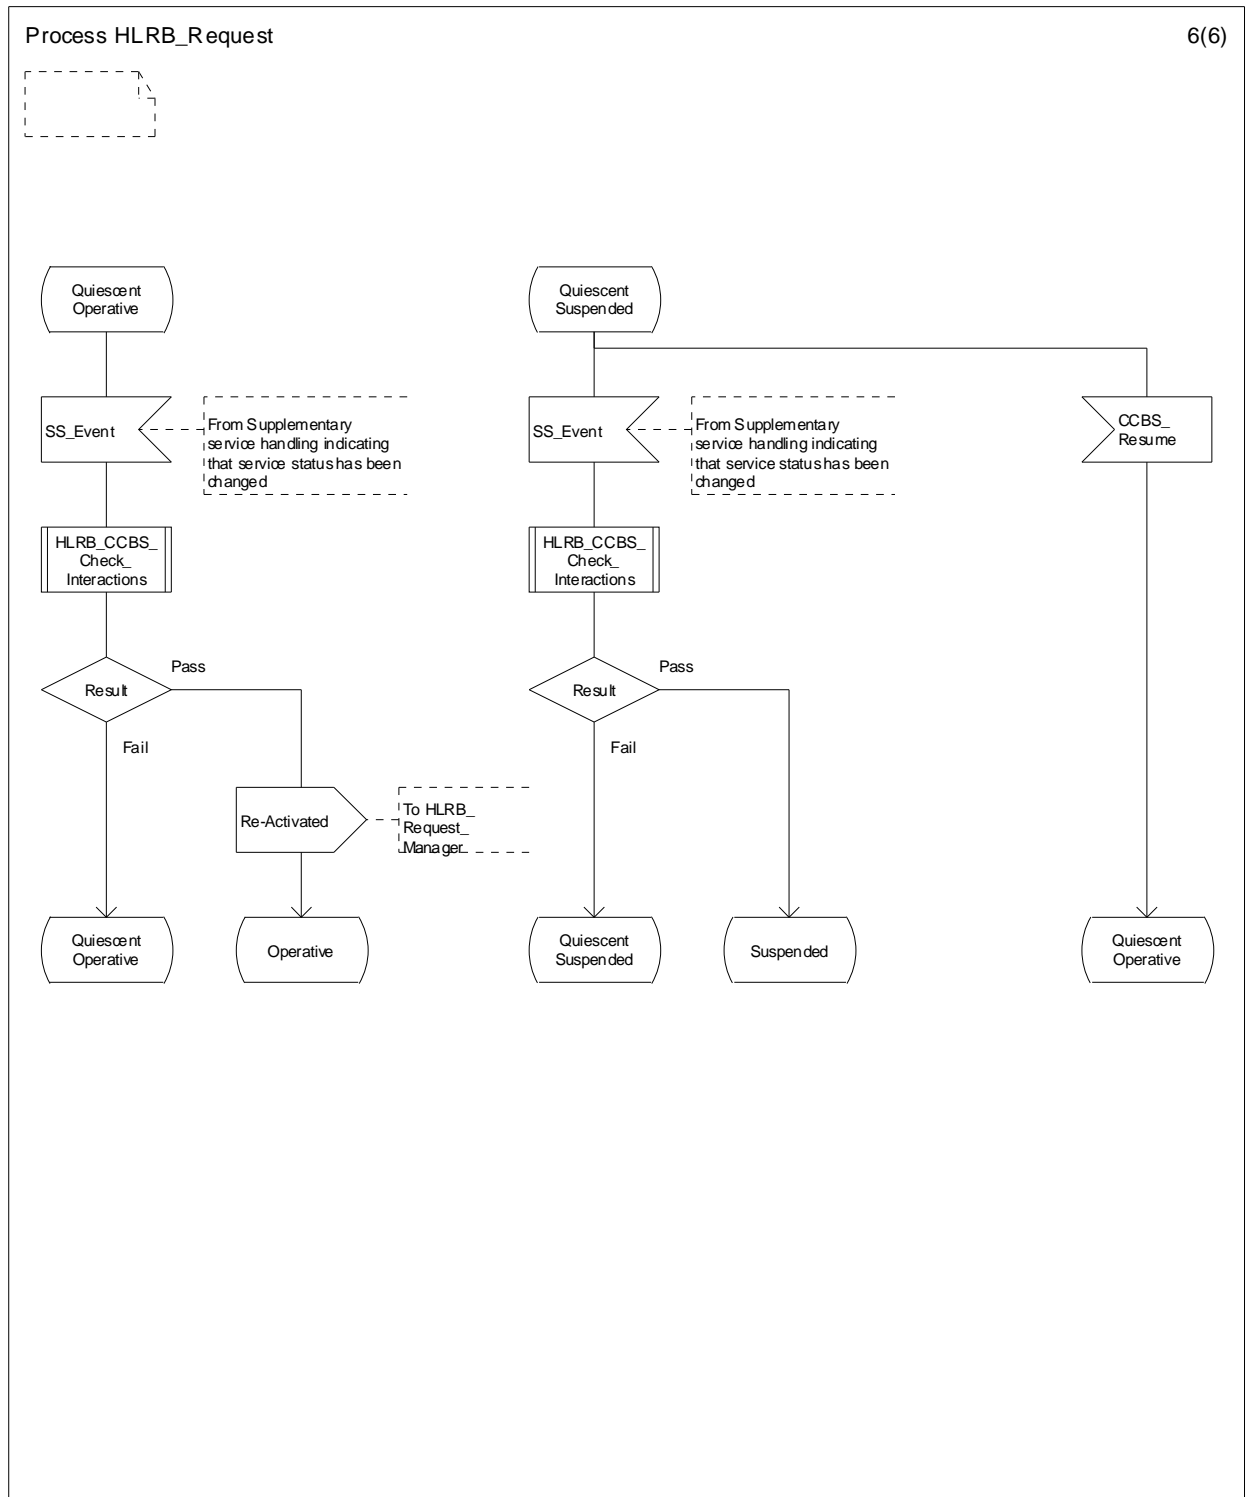 Process HLRB_Request
6(6)
Quiescent
Operative
Quiescent
Suspended
SS_Event
From Supplementary
service handling indicating
that service status has been
changed
SS_Event
From Supplementary
service handling indicating
that service status has been
changed
CCBS_
Resume
HLRB_CCBS_
Check_
Interactions
HLRB_CCBS_
Check_
Interactions
Result
Pass
Fail
Result
Pass
Fail
Re-Activated
To HLRB_
Request_
Manager
Quiescent
Operative
Operative
Quiescent
Suspended
Suspended
Quiescent
Operative